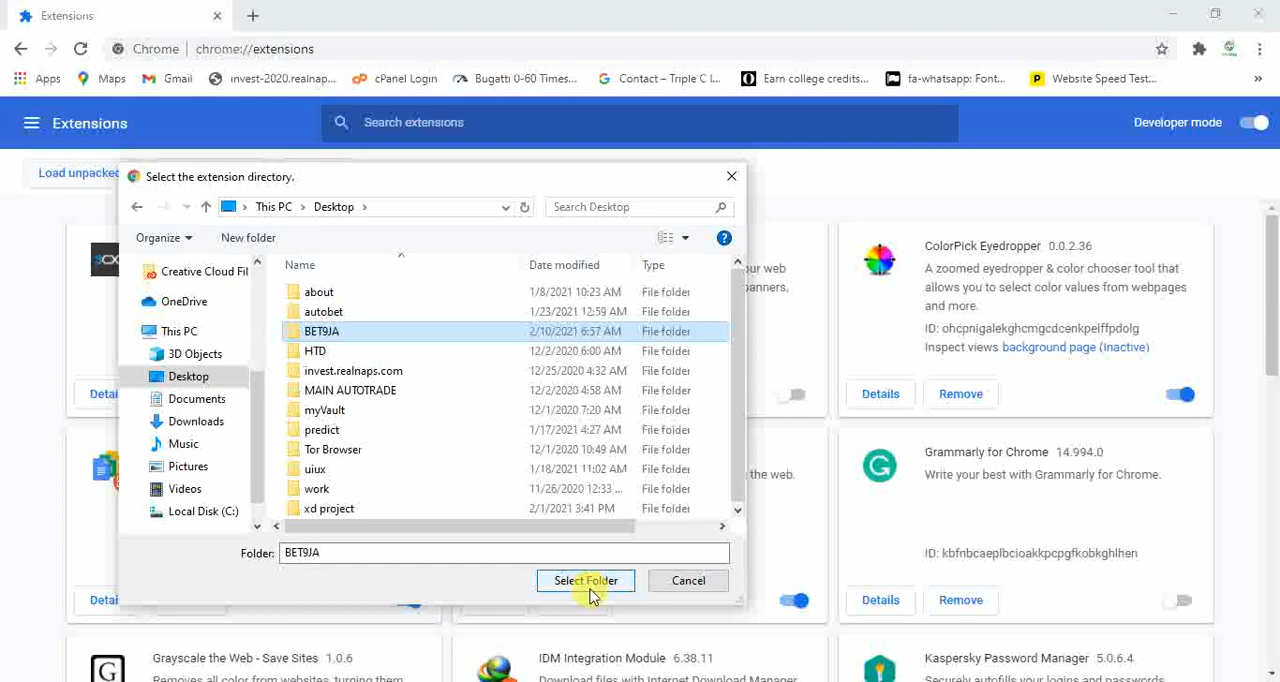 Extensions
Chrome chrome://extensions
Apps Maps Gmail invest-2020.realnap... cPanel Login Bugatti 0-60 Times... Contact – Triple C I... Earn college credits... fa-whatsapp: Font... Website Speed Test... »
Extensions Search extensions Developer mode
Load unpacked
Select the extension directory.
This PC Desktop Search Desktop
Organize New folder
Name Date modified Type
Creative Cloud Fil
OneDrive
This PC
3D Objects
Desktop
Documents
Downloads
Music
Pictures
Videos
Local Disk (C:)
about 1/8/2021 10:23 AM File folder
autobet 1/23/2021 12:59 AM File folder
BET9JA 2/10/2021 6:57 AM File folder
HTD 12/2/2020 6:00 AM File folder
invest.realnaps.com 12/25/2020 4:32 AM File folder
MAIN AUTOTRADE 12/2/2020 4:58 AM File folder
myVault 12/1/2020 7:20 AM File folder
predict 1/17/2021 4:27 AM File folder
Tor Browser 12/1/2020 10:49 AM File folder
uiux 1/18/2021 11:02 AM File folder
work 11/26/2020 12:33 ... File folder
xd project 2/1/2021 3:41 PM File folder
Folder: BET9JA
Select Folder Cancel
3CX
Detai
Detai
our web
banners,
g the web.
ColorPick Eyedropper 0.0.2.36
A zoomed eyedropper & color chooser tool that
allows you to select color values from webpages
and more.
ID: ohcpnigalekghcmgcdcenkpelffpdolg
Inspect views background page (Inactive)
Details Remove
Grammarly for Chrome 14.994.0
Write your best with Grammarly for Chrome.
ID: kbfnbcaeplbcioakkpcpgfkobkghlhen
Details Remove
Grayscale the Web - Save Sites 1.0.6
Removes all color from websites, turning them
IDM Integration Module 6.38.11
Download files with Internet Download Manager
Kaspersky Password Manager 5.0.6.4
Securely autofills your logins and passwords